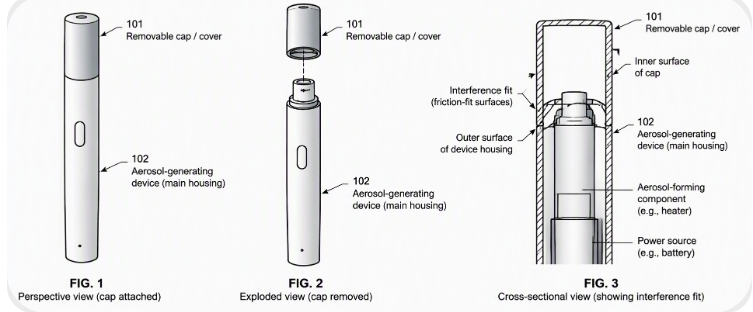 101
Removable cap / cover
102
Aerosol-generating
device (main housing)
FIG. 1
Perspective view (cap attached)
101
Removable cap / cover
102
Aerosol-generating
device (main housing)
FIG. 2
Exploded view (cap removed)
101
Removable cap / cover
Inner surface
of cap
Interference fit
(friction-fit surfaces)
Outer surface
of device housing
102
Aerosol-generating
device (main housing)
Aerosol-forming
component
(e.g., heater)
Power source
(e.g., battery)
FIG. 3
Cross-sectional view (showing interference fit)